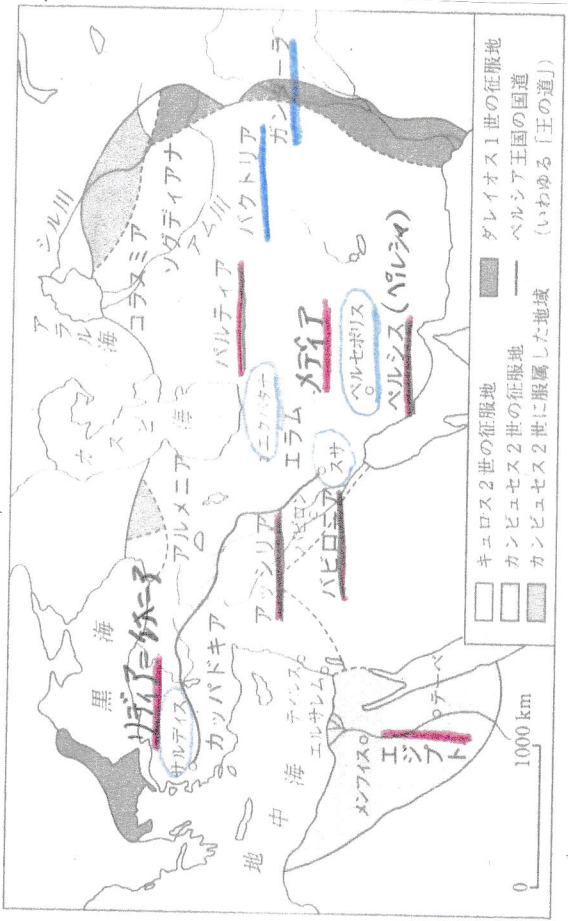 黒海
カスピ海
アラル海
シル川
アム川
コラズミア
ソグディアナ
バクトリア
ガンダーラ
パルティア
アルメニア
リディア
サルディス
カッパドキア
地中海
ティルス
エルサレム
アッシリア
バビロン
バビロニア
エクバタナ
エラム
スサ
メディア
ペルセポリス
ペルシス(ペルシャ)
メンフィス
エジプト
テーベ
0 1000km
キュロス2世の征服地
カンビュセス2世の征服地
カンビュセス2世に服属した地域
ダレイオス1世の征服地
ペルシア王国の国道
(いわゆる「王の道」)